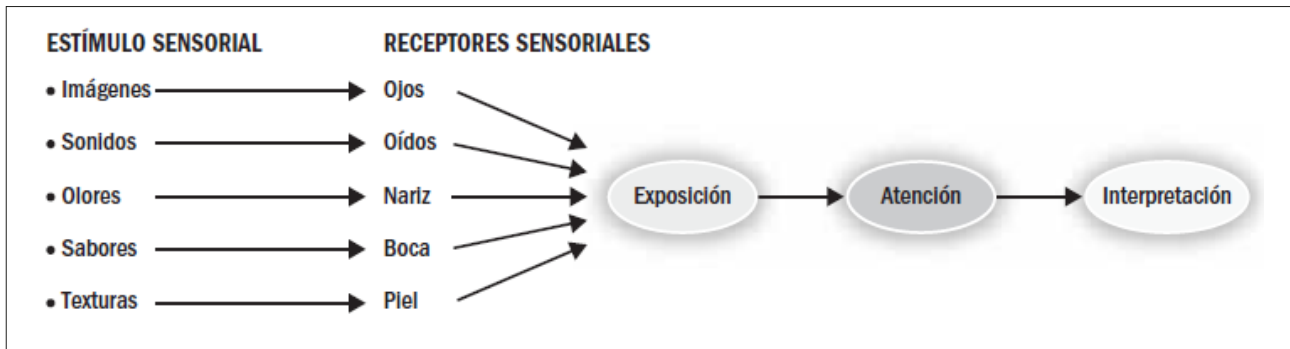 ESTÍMULO SENSORIAL RECEPTORES SENSORIALES
• Imágenes Ojos
• Sonidos Oídos
• Olores Nariz Exposición Atención Interpretación
• Sabores Boca
• Texturas Piel